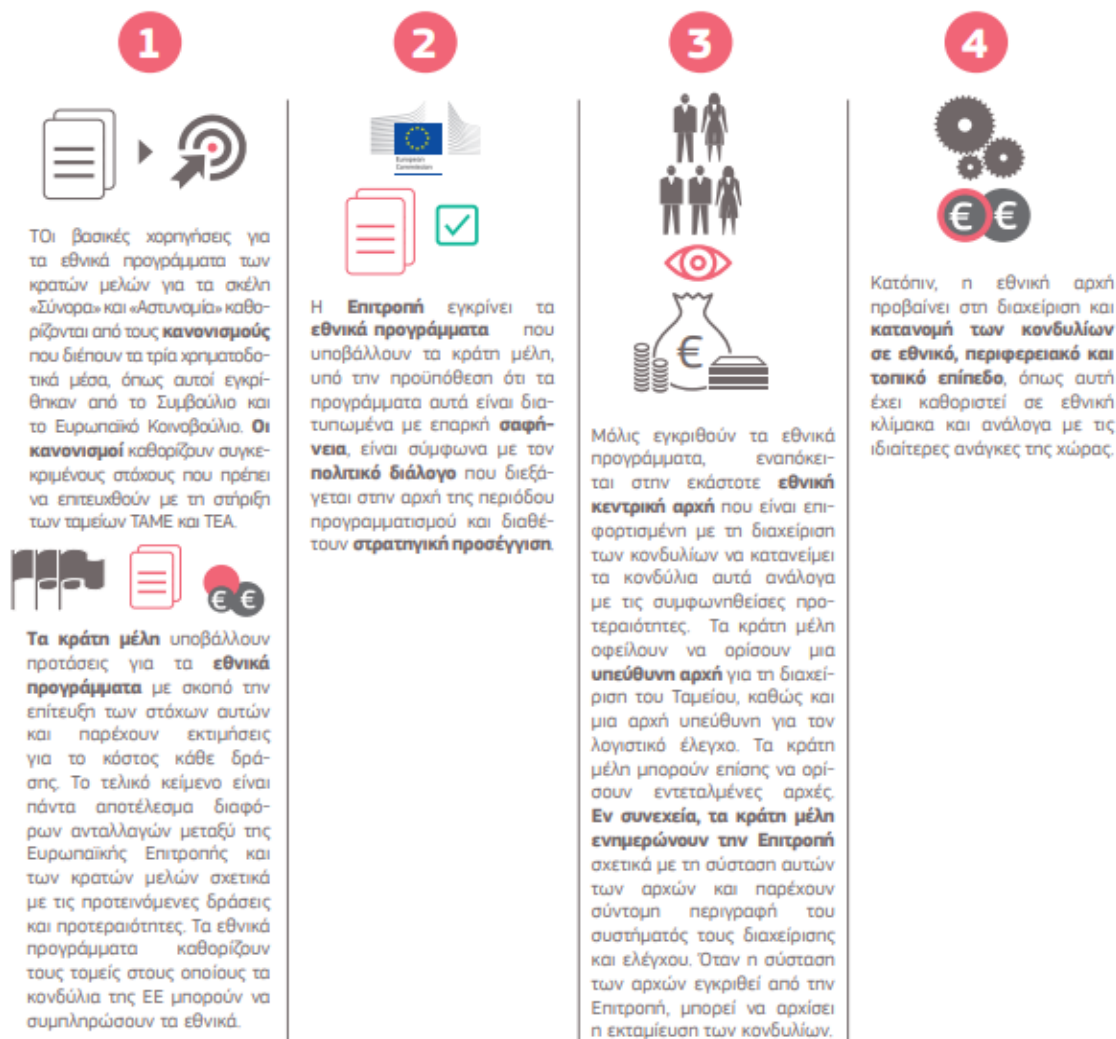 1
ΤΟι βασικές χορηγήσεις για
τα εθνικά προγράμματα των
κρατών μελών για τα σκέλη
«Σύνορα» και «Αστυνομία» καθο-
ρίζονται από τους κανονισμούς
που διέπουν τα τρία χρηματοδο-
τικά μέσα, όπως αυτοί εγκρί-
θηκαν από το Συμβούλιο και
το Ευρωπαϊκό Κοινοβούλιο. Οι
κανονισμοί καθορίζουν συγκε-
κριμένους στόχους που πρέπει
να επιτευχθούν με τη στήριξη
των ταμείων ΤΑΜΕ και ΤΕΑ.
€ €
Τα κράτη μέλη υποβάλλουν
προτάσεις για τα εθνικά
προγράμματα με σκοπό την
επίτευξη των στόχων αυτών
και παρέχουν εκτιμήσεις
για το κόστος κάθε δρά-
σης. Το τελικό κείμενο είναι
πάντα αποτέλεσμα διαφό-
ρων ανταλλαγών μεταξύ της
Ευρωπαϊκής Επιτροπής και
των κρατών μελών σχετικά
με τις προτεινόμενες δράσεις
και προτεραιότητες. Τα εθνικά
προγράμματα καθορίζουν
τους τομείς στους οποίους τα
κονδύλια της ΕΕ μπορούν να
συμπληρώσουν τα εθνικά.
2
European
Commission
Η Επιτροπή εγκρίνει τα
εθνικά προγράμματα που
υποβάλλουν τα κράτη μέλη,
υπό την προϋπόθεση ότι τα
προγράμματα αυτά είναι δια-
τυπωμένα με επαρκή σαφή-
νεια, είναι σύμφωνα με τον
πολιτικό διάλογο που διεξά-
γεται στην αρχή της περιόδου
προγραμματισμού και διαθέ-
τουν στρατηγική προσέγγιση.
3
€
Μόλις εγκριθούν τα εθνικά
προγράμματα, εναπόκει-
ται στην εκάστοτε εθνική
κεντρική αρχή που είναι επι-
φορτισμένη με τη διαχείριση
των κονδυλίων να κατανείμει
τα κονδύλια αυτά ανάλογα
με τις συμφωνηθείσες προ-
τεραιότητες. Τα κράτη μέλη
οφείλουν να ορίσουν μια
υπεύθυνη αρχή για τη διαχεί-
ριση του Ταμείου, καθώς και
μια αρχή υπεύθυνη για τον
λογιστικό έλεγχο. Τα κράτη
μέλη μπορούν επίσης να ορί-
σουν εντεταλμένες αρχές.
Εν συνεχεία, τα κράτη μέλη
ενημερώνουν την Επιτροπή
σχετικά με τη σύσταση αυτών
των αρχών και παρέχουν
σύντομη περιγραφή του
συστήματός τους διαχείρισης
και ελέγχου. Όταν η σύσταση
των αρχών εγκριθεί από την
Επιτροπή, μπορεί να αρχίσει
η εκταμίευση των κονδυλίων.
4
€ €
Κατόπιν, η εθνική αρχή
προβαίνει στη διαχείριση και
κατανομή των κονδυλίων
σε εθνικό, περιφερειακό και
τοπικό επίπεδο, όπως αυτή
έχει καθοριστεί σε εθνική
κλίμακα και ανάλογα με τις
ιδιαίτερες ανάγκες της χώρας.